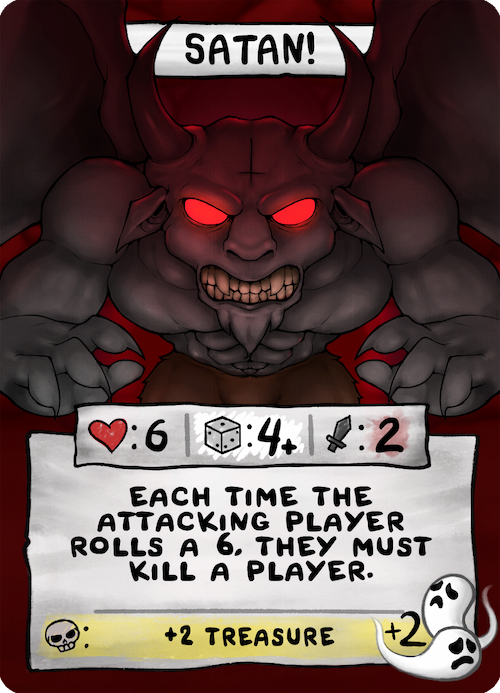 SATAN!
:6 :4+ :2
EACH TIME THE
ATTACKING PLAYER
ROLLS A 6, THEY MUST
KILL A PLAYER.
: +2 TREASURE +2